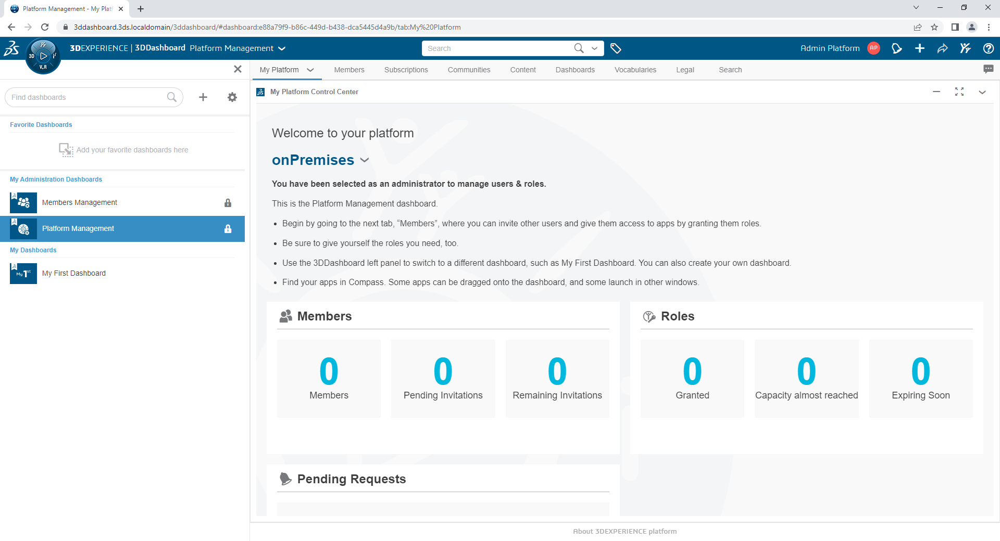 Platform Management - My Platf
3ddashboard.3ds.localdomain/3ddashboard/#dashboard:e88a79f9-b86c-449d-b438-dca5445d4a9b/tab:My%20Platform
3DEXPERIENCE | 3DDashboard Platform Management
Search
Admin Platform
AP
3D
i²
V.R
My Platform
Members
Subscriptions
Communities
Content
Dashboards
Vocabularies
Legal
Search
Find dashboards
Favorite Dashboards
Add your favorite dashboards here
My Administration Dashboards
Members Management
Platform Management
My Dashboards
My 1st
My First Dashboard
My Platform Control Center
Welcome to your platform
onPremises
You have been selected as an administrator to manage users & roles.
This is the Platform Management dashboard.
• Begin by going to the next tab, “Members”, where you can invite other users and give them access to apps by granting them roles.
• Be sure to give yourself the roles you need, too.
• Use the 3DDashboard left panel to switch to a different dashboard, such as My First Dashboard. You can also create your own dashboard.
• Find your apps in Compass. Some apps can be dragged onto the dashboard, and some launch in other windows.
Members
0
Members
0
Pending Invitations
0
Remaining Invitations
Roles
0
Granted
0
Capacity almost reached
0
Expiring Soon
Pending Requests
About 3DEXPERIENCE platform